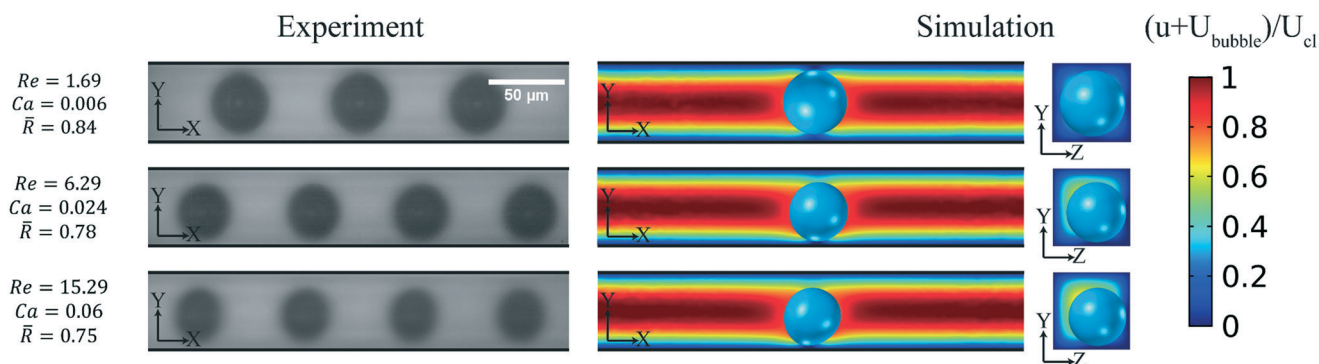 Experiment
Simulation
(u+U_bubble)/U_cl
Re = 1.69
Ca = 0.006
R̄ = 0.84
Y
X
50 μm
Y
X
Y
Z
Re = 6.29
Ca = 0.024
R̄ = 0.78
Y
X
Y
X
Y
Z
Re = 15.29
Ca = 0.06
R̄ = 0.75
Y
X
Y
X
Y
Z
1
0.8
0.6
0.4
0.2
0